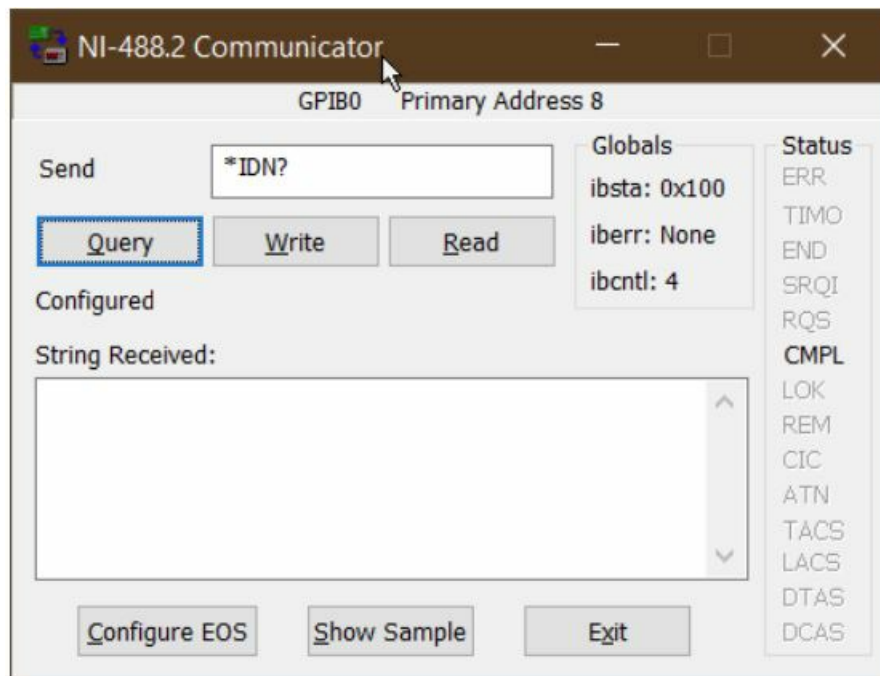 NI-488.2 Communicator
GPIB0 Primary Address 8
Send
*IDN?
Query Write Read
Configured
Globals
ibsta: 0x100
iberr: None
ibcntl: 4
String Received:
Status
ERR
TIMO
END
SRQI
RQS
CMPL
LOK
REM
CIC
ATN
TACS
LACS
DTAS
DCAS
Configure EOS Show Sample Exit